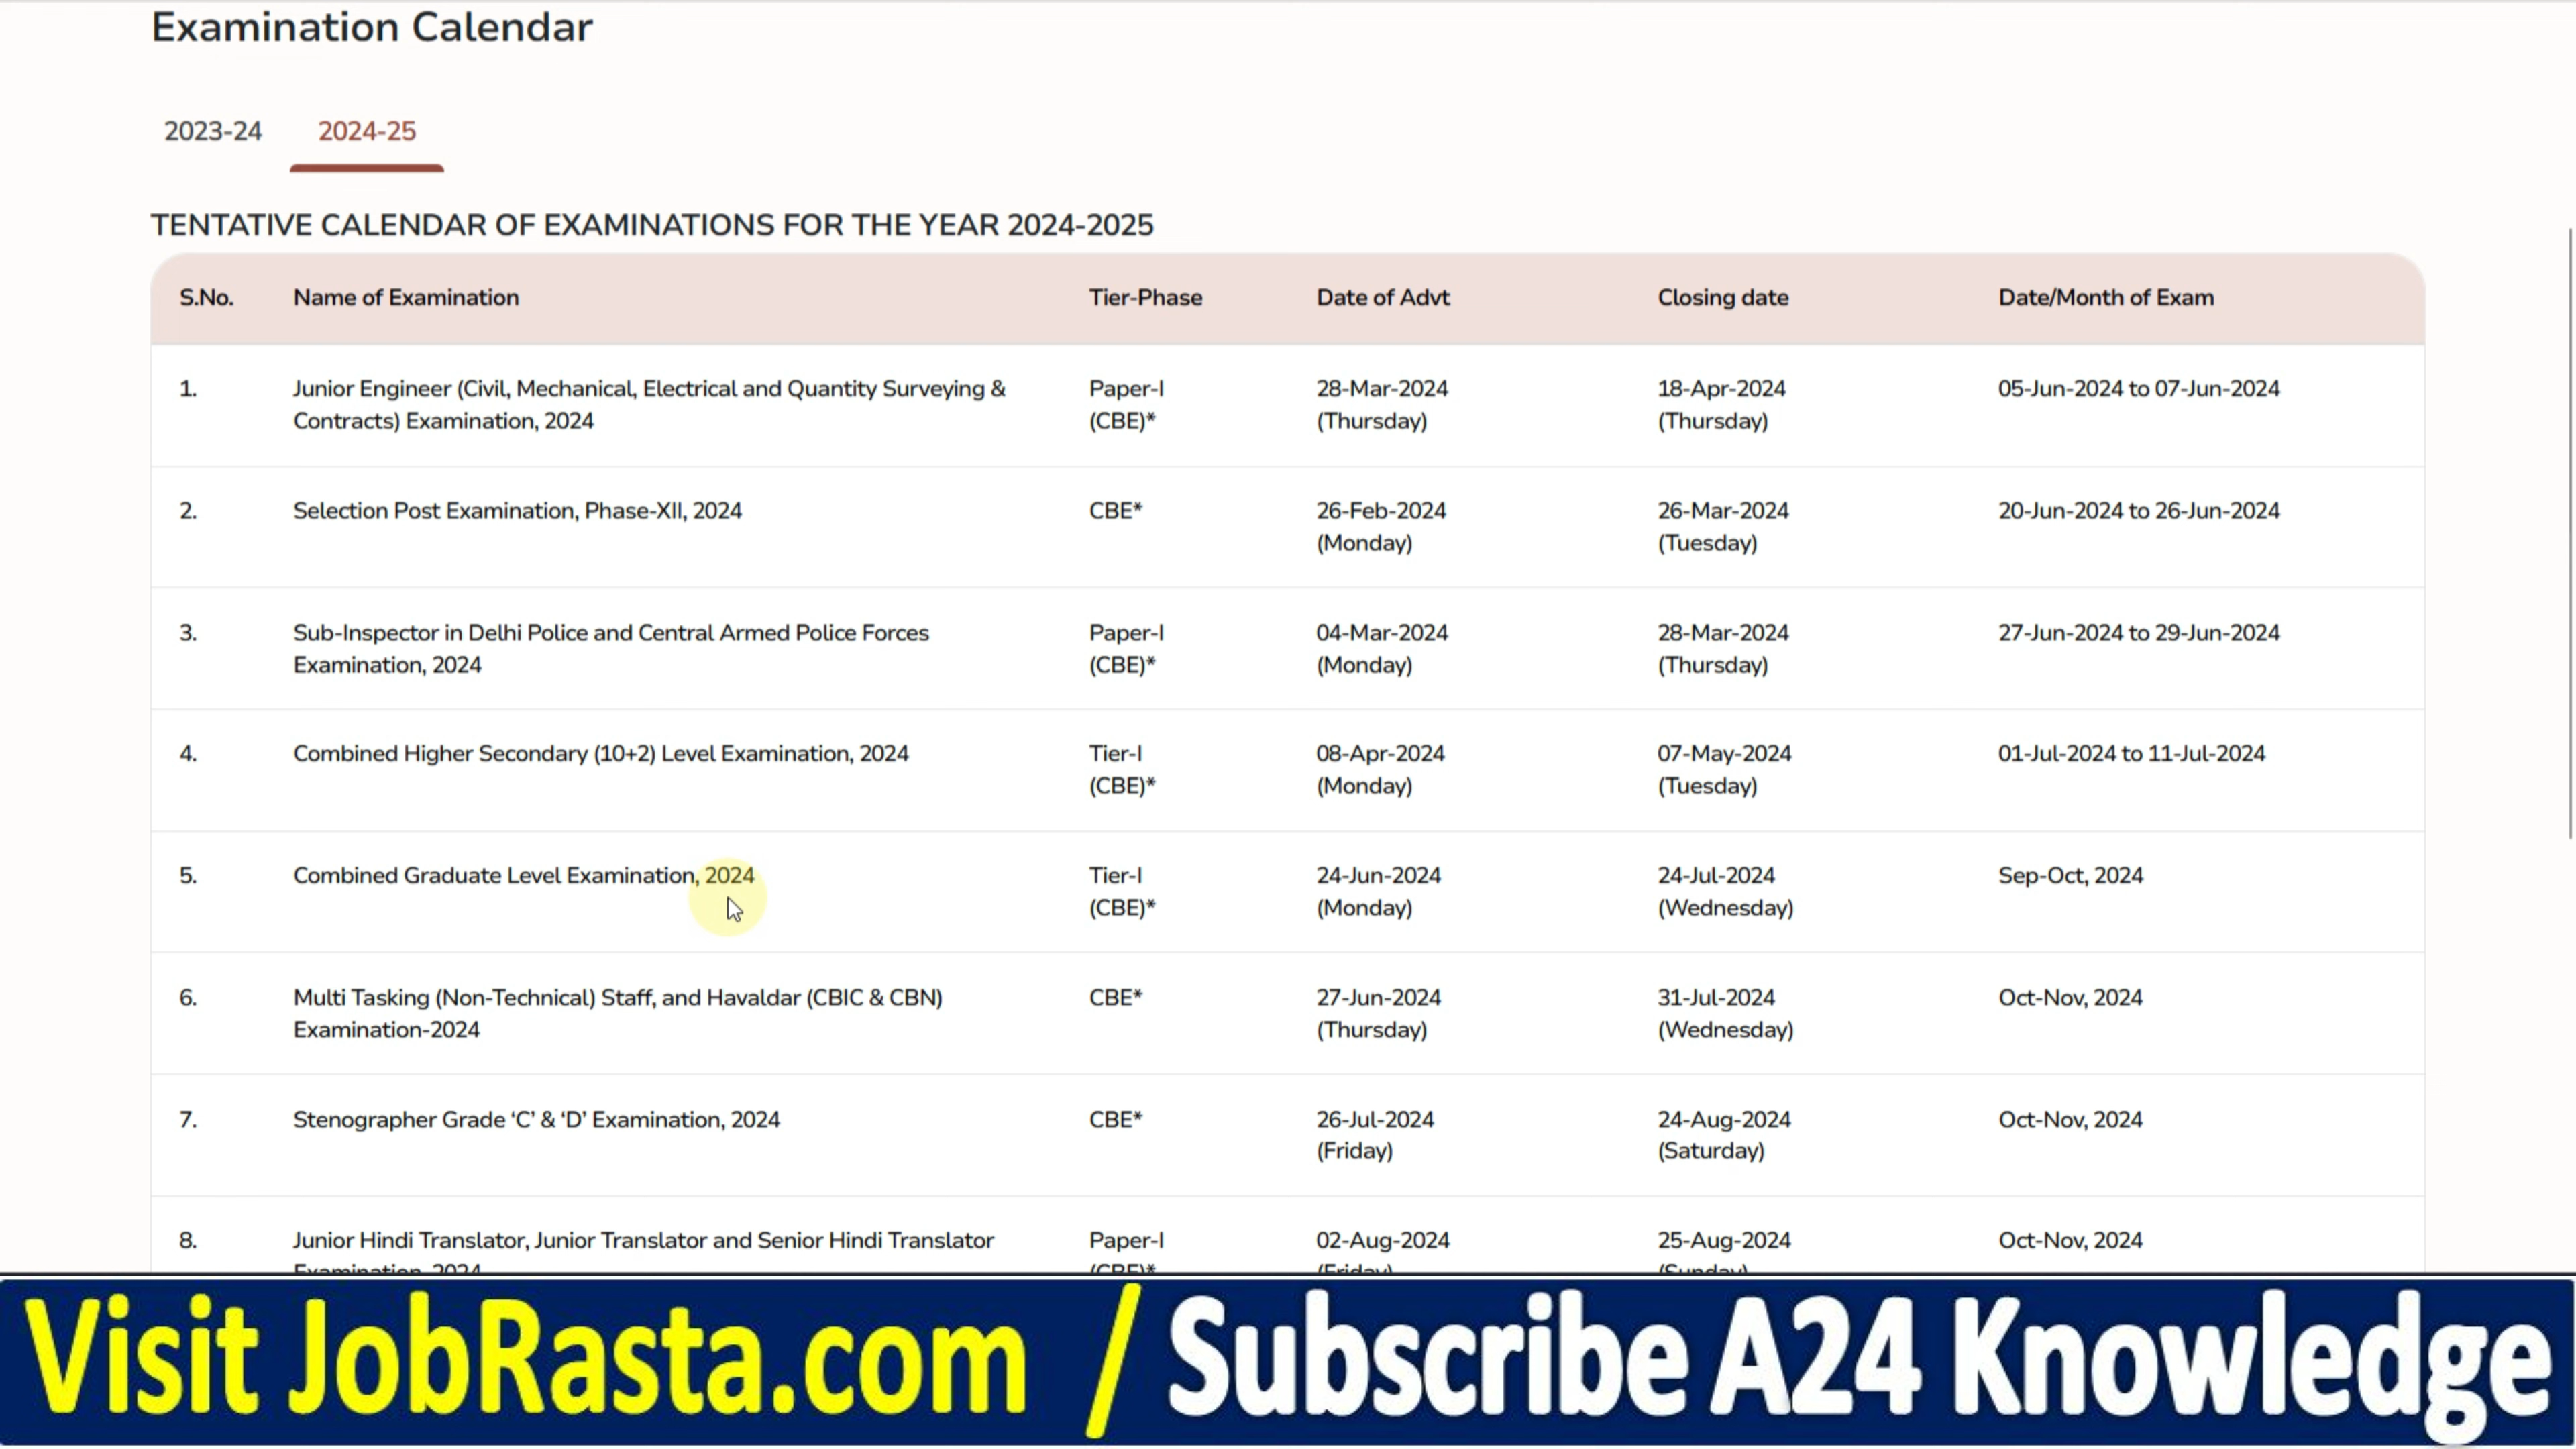 Examination Calendar
2023-24 2024-25
TENTATIVE CALENDAR OF EXAMINATIONS FOR THE YEAR 2024-2025
S.No. Name of Examination Tier-Phase Date of Advt Closing date Date/Month of Exam
1. Junior Engineer (Civil, Mechanical, Electrical and Quantity Surveying & Paper-I 28-Mar-2024 18-Apr-2024 05-Jun-2024 to 07-Jun-2024
Contracts) Examination, 2024 (CBE)* (Thursday) (Thursday)
2. Selection Post Examination, Phase-XII, 2024 CBE* 26-Feb-2024 26-Mar-2024 20-Jun-2024 to 26-Jun-2024
(Monday) (Tuesday)
3. Sub-Inspector in Delhi Police and Central Armed Police Forces Paper-I 04-Mar-2024 28-Mar-2024 27-Jun-2024 to 29-Jun-2024
Examination, 2024 (CBE)* (Monday) (Thursday)
4. Combined Higher Secondary (10+2) Level Examination, 2024 Tier-I 08-Apr-2024 07-May-2024 01-Jul-2024 to 11-Jul-2024
(CBE)* (Monday) (Tuesday)
5. Combined Graduate Level Examination, 2024 Tier-I 24-Jun-2024 24-Jul-2024 Sep-Oct, 2024
(CBE)* (Monday) (Wednesday)
6. Multi Tasking (Non-Technical) Staff, and Havaldar (CBIC & CBN) CBE* 27-Jun-2024 31-Jul-2024 Oct-Nov, 2024
Examination-2024 (Thursday) (Wednesday)
7. Stenographer Grade ‘C’ & ‘D’ Examination, 2024 CBE* 26-Jul-2024 24-Aug-2024 Oct-Nov, 2024
(Friday) (Saturday)
8. Junior Hindi Translator, Junior Translator and Senior Hindi Translator Paper-I 02-Aug-2024 25-Aug-2024 Oct-Nov, 2024
Examination, 2024 (CBE)* (Friday) (Sunday)
Visit JobRasta.com / Subscribe A24 Knowledge